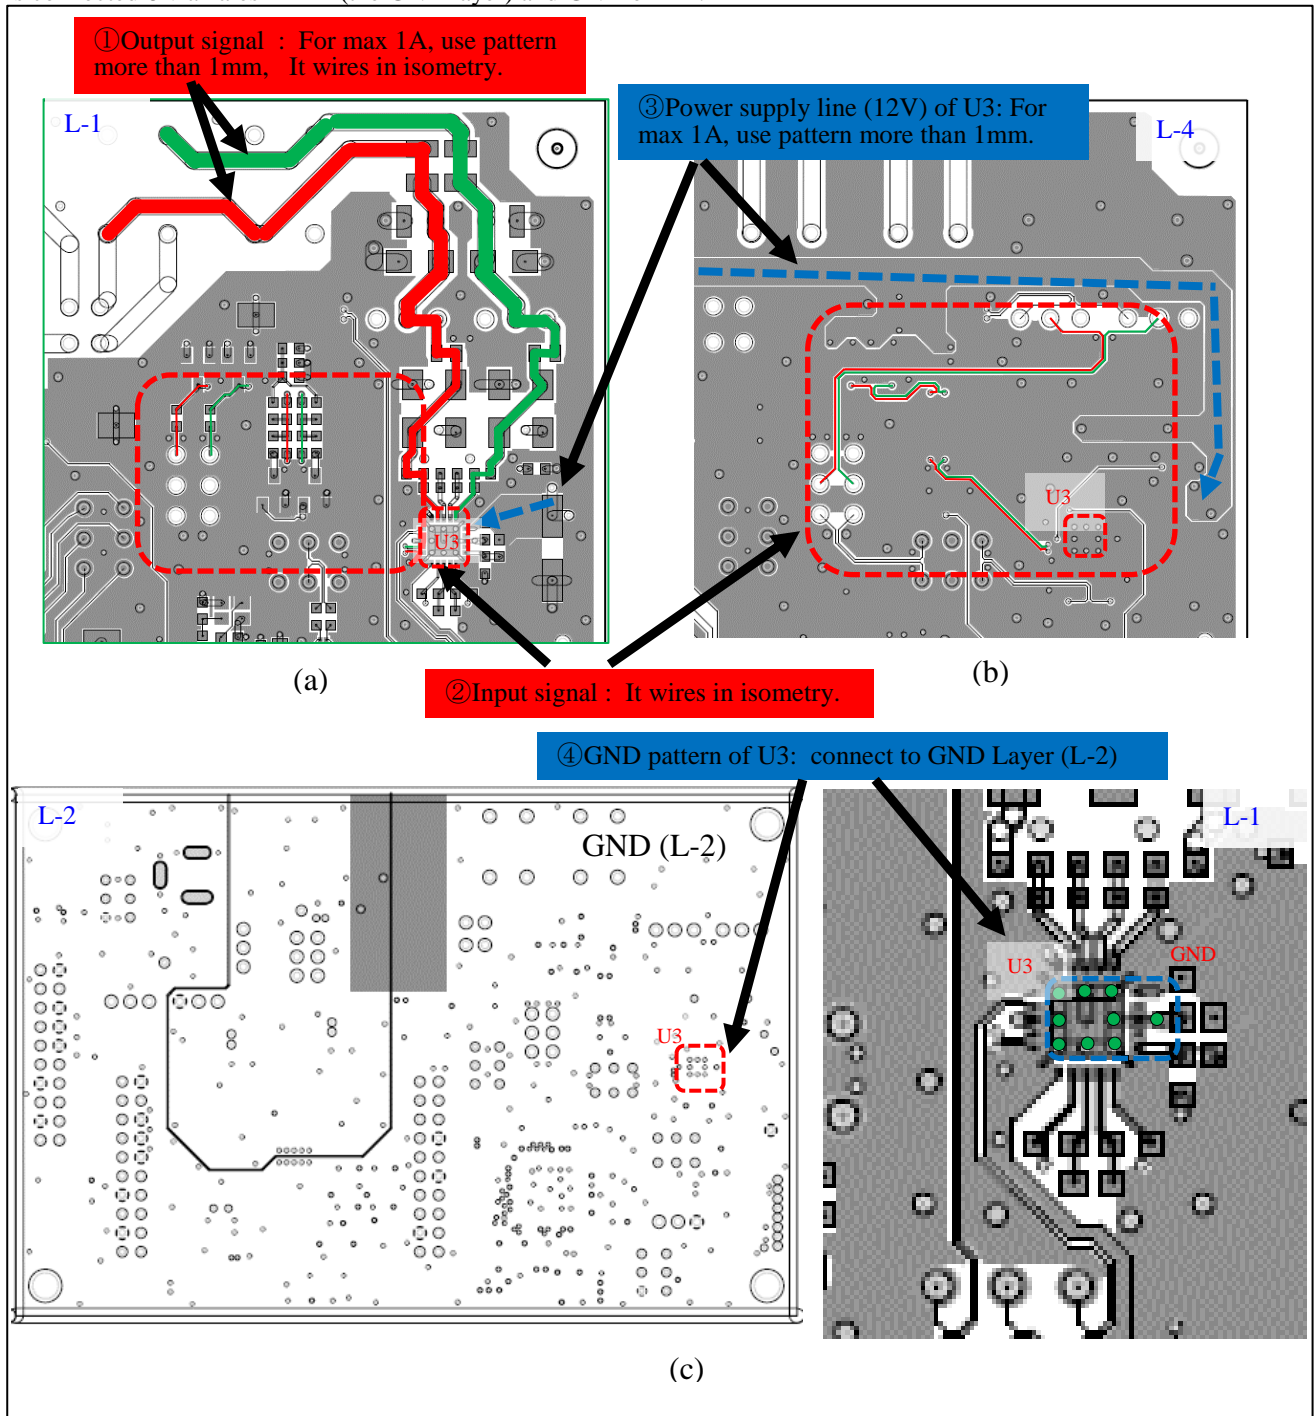 ①Output signal : For max 1A, use pattern
more than 1mm, It wires in isometry.
L-1
③Power supply line (12V) of U3: For
max 1A, use pattern more than 1mm.
L-4
U3
U3
(a)
(b)
②Input signal : It wires in isometry.
④GND pattern of U3: connect to GND Layer (L-2)
L-2
GND (L-2)
U3
L-1
U3
GND
(c)